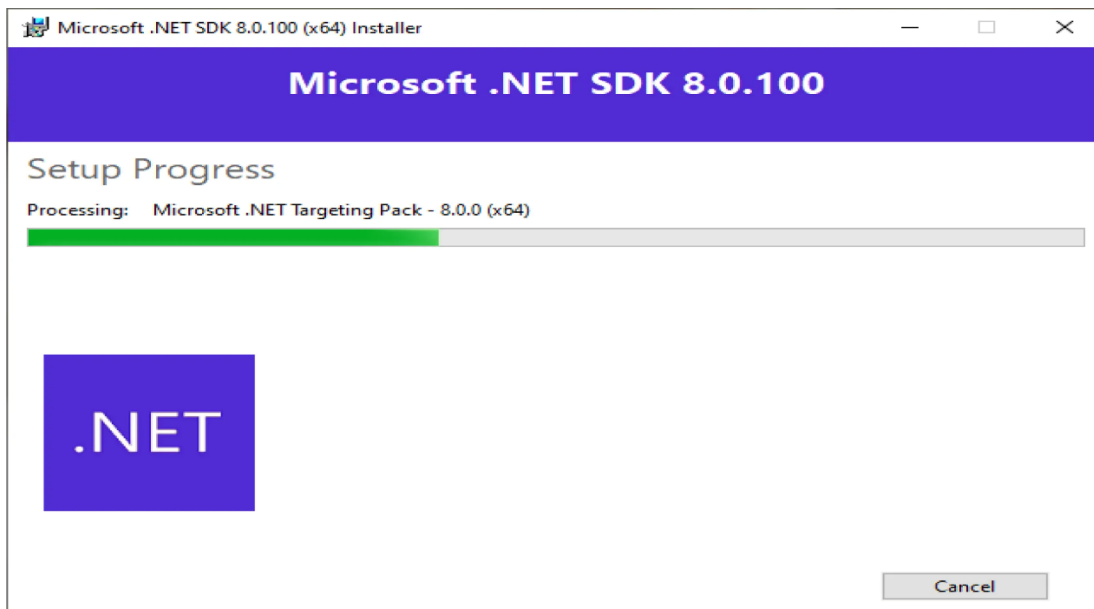 Microsoft .NET SDK 8.0.100 (x64) Installer
Microsoft .NET SDK 8.0.100
Setup Progress
Processing: Microsoft .NET Targeting Pack - 8.0.0 (x64)
.NET
Cancel